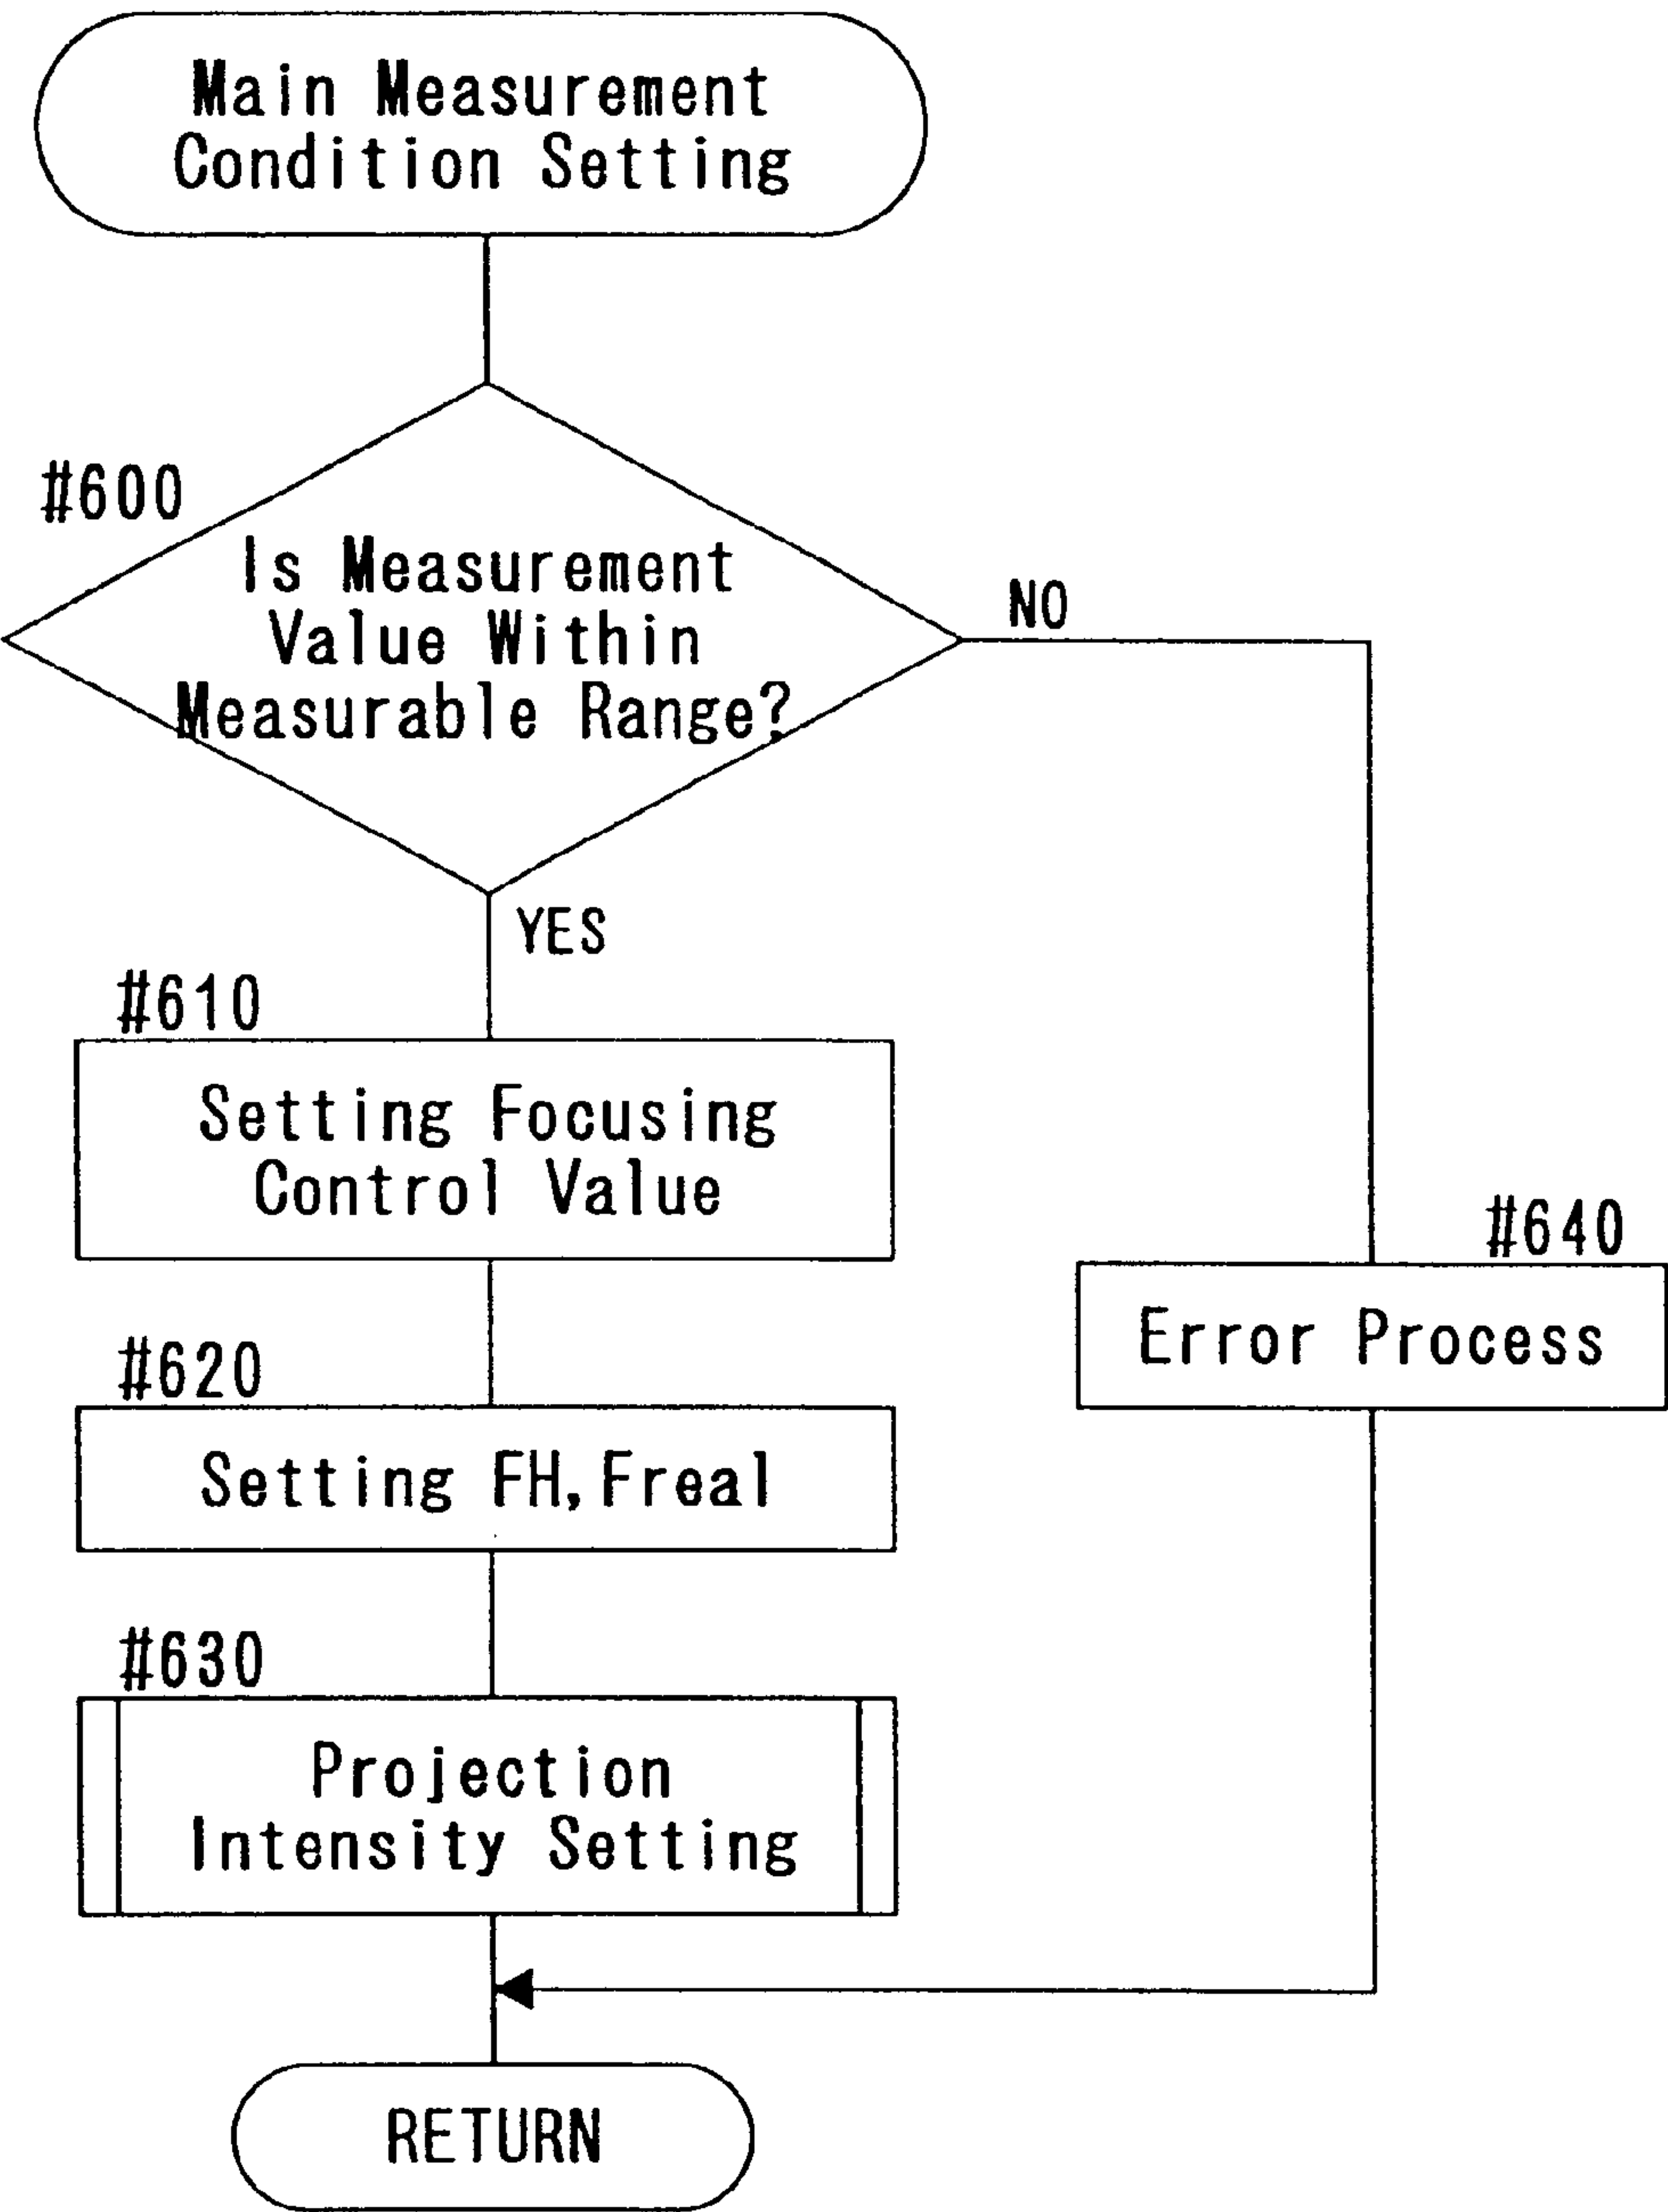 Main Measurement
Condition Setting
#600
Is Measurement
Value Within
Measurable Range?
NO
YES
#610
Setting Focusing
Control Value
#640
Error Process
#620
Setting FH,Freal
#630
Projection
Intensity Setting
RETURN